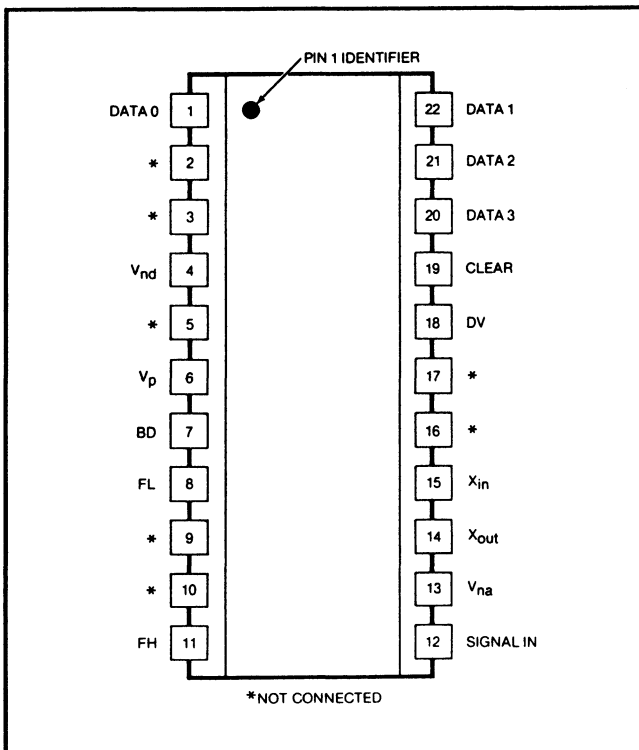 PIN 1 IDENTIFIER
DATA 0 1 22 DATA 1
* 2 21 DATA 2
* 3 20 DATA 3
Vnd 4 19 CLEAR
* 5 18 DV
Vp 6 17 *
BD 7 16 *
FL 8 15 Xin
* 9 14 Xout
* 10 13 Vna
FH 11 12 SIGNAL IN
*NOT CONNECTED